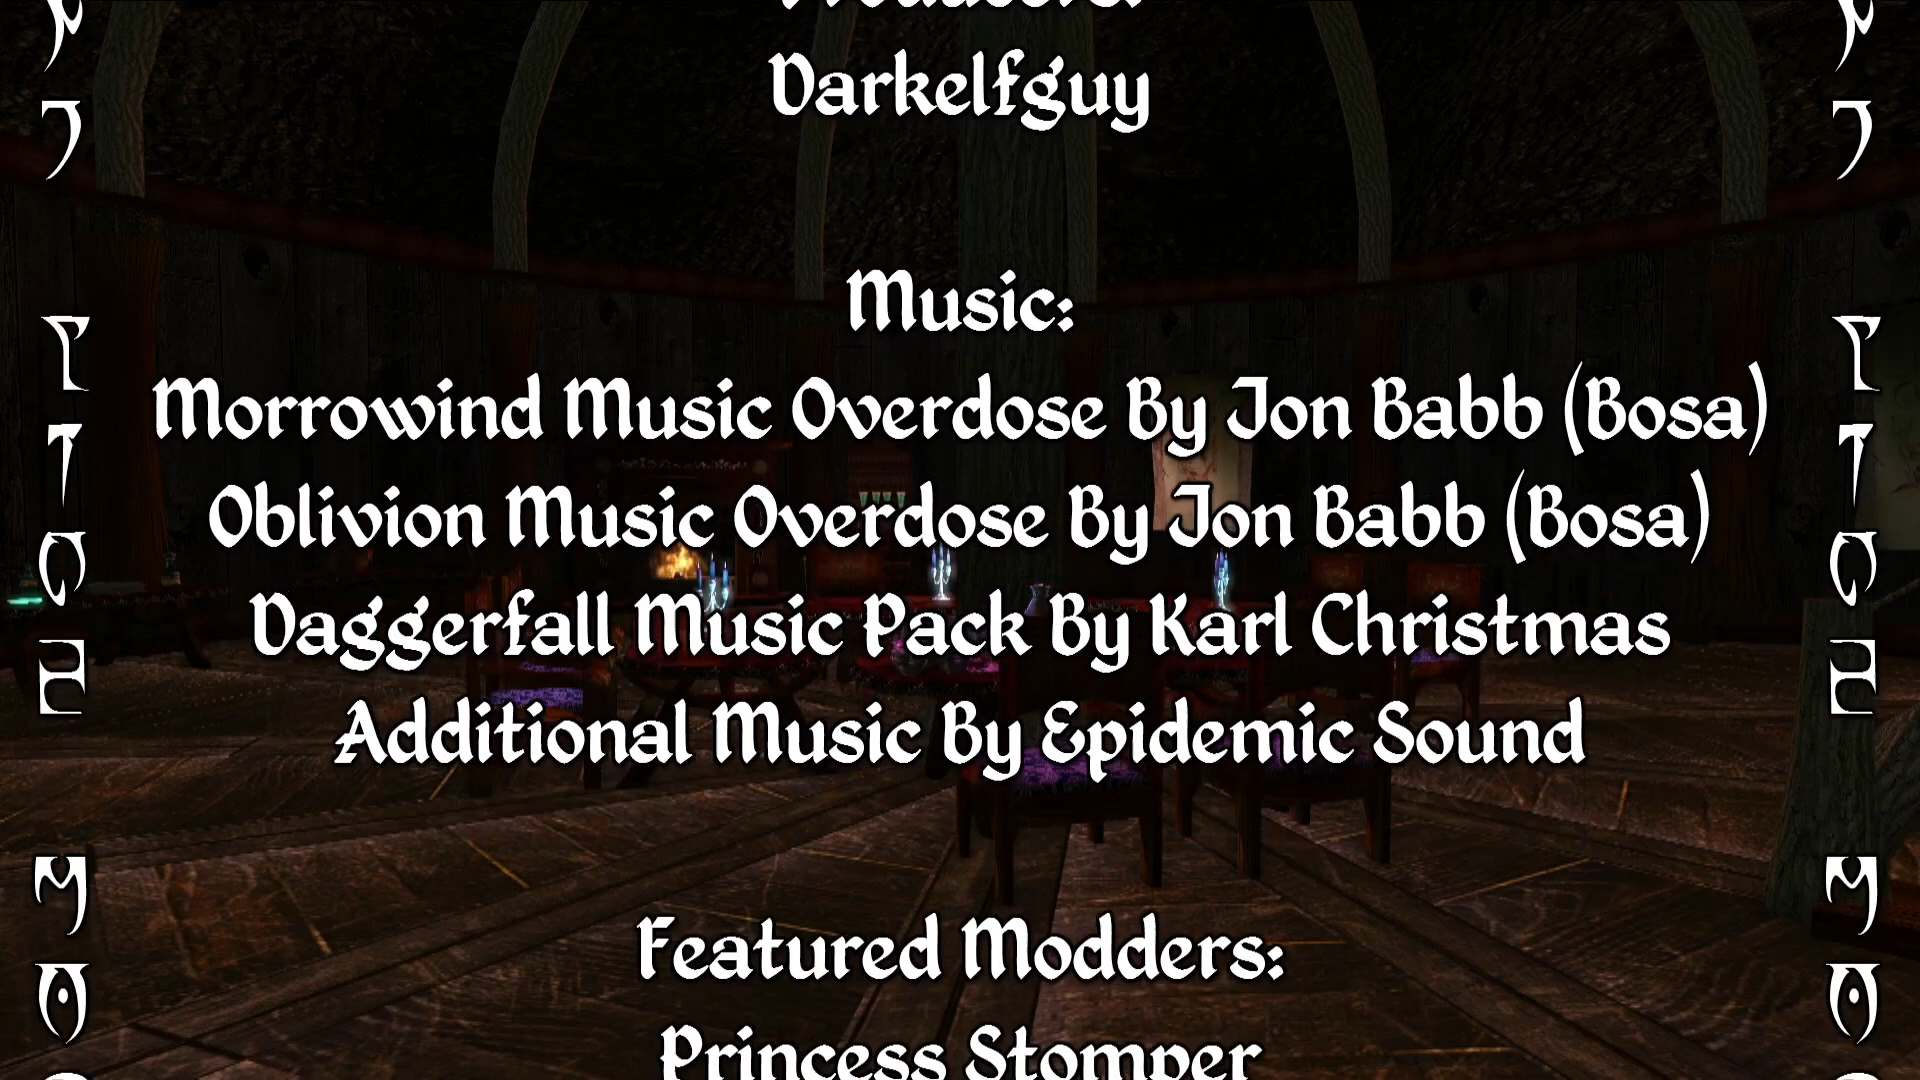 Darkelfguy
Music:
Morrowind Music Overdose By Jon Babb (Bosa)
Oblivion Music Overdose By Jon Babb (Bosa)
Daggerfall Music Pack By Karl Christmas
Additional Music By Epidemic Sound
Featured Modders:
Princess Stomper